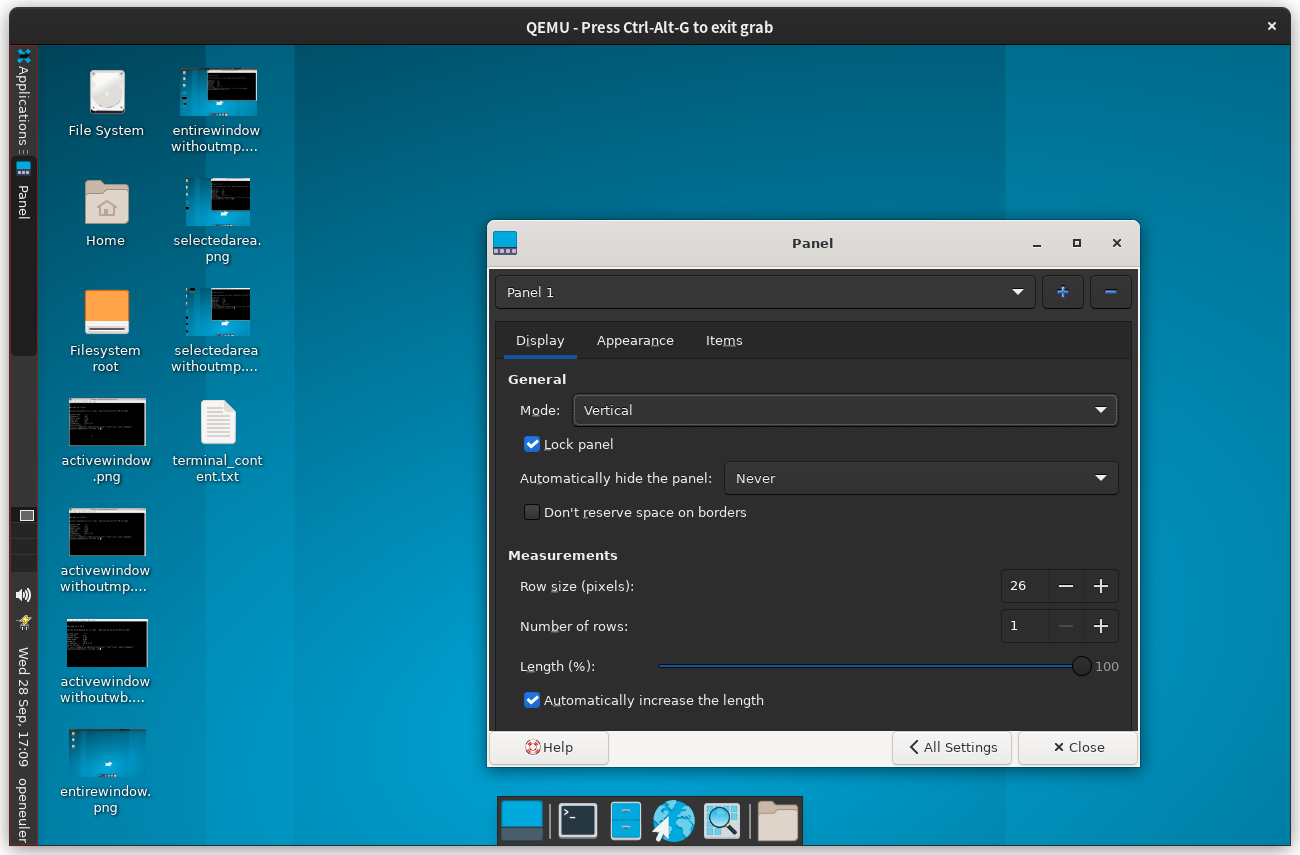 QEMU - Press Ctrl-Alt-G to exit grab
Applications
Panel
Wed 28 Sep, 17:09
openeuler
File System
Home
Filesystem
root
activewindow
.png
activewindow
withoutmp....
activewindow
withoutwb....
entirewindow.
png
entirewindow
withoutmp....
selectedarea.
png
selectedarea
withoutmp....
terminal_cont
ent.txt
Panel
Panel 1
Display Appearance Items
General
Mode: Vertical
Lock panel
Automatically hide the panel: Never
Don't reserve space on borders
Measurements
Row size (pixels): 26
Number of rows: 1
Length (%): 100
Automatically increase the length
Help All Settings Close